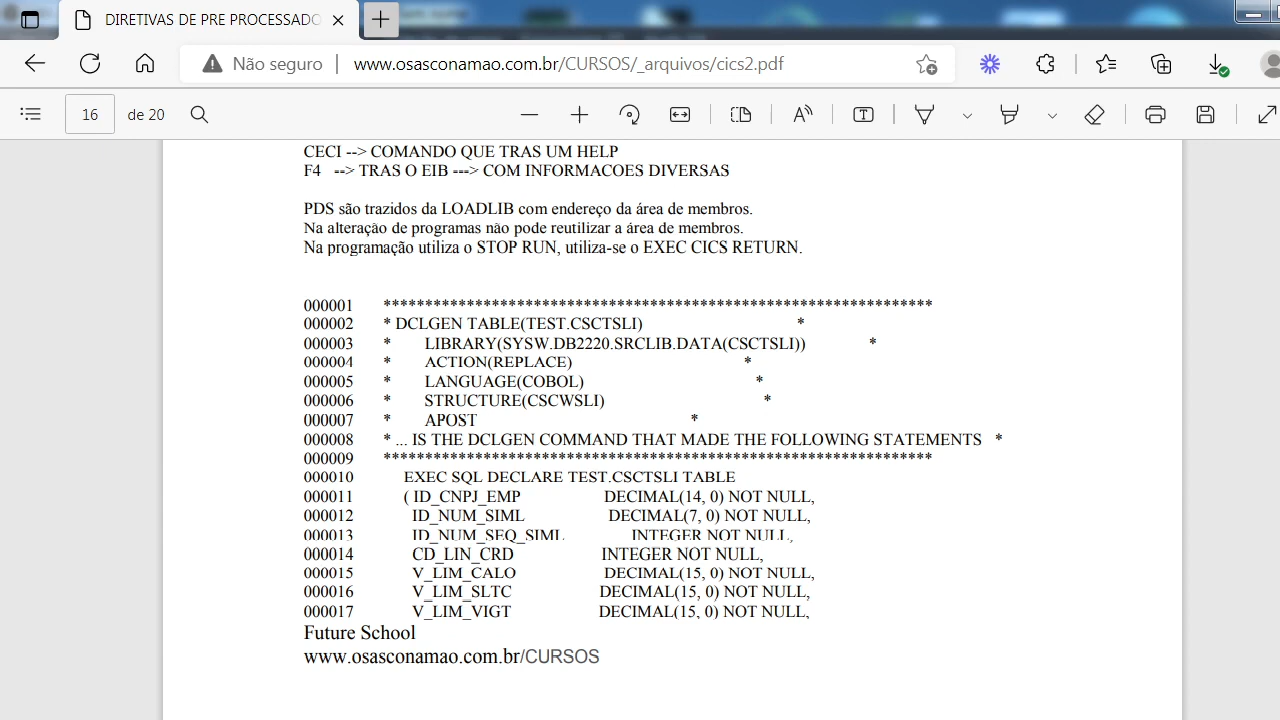 DIRETIVAS DE PRE PROCESSADO
Não seguro | www.osasconamao.com.br/CURSOS/_arquivos/cics2.pdf
16 de 20
CECI --> COMANDO QUE TRAS UM HELP
F4 --> TRAS O EIB ---> COM INFORMACOES DIVERSAS
PDS são trazidos da LOADLIB com endereço da área de membros.
Na alteração de programas não pode reutilizar a área de membros.
Na programação utiliza o STOP RUN, utiliza-se o EXEC CICS RETURN.
000001 ******************************************************************
000002 * DCLGEN TABLE(TEST.CSCTSLI) *
000003 * LIBRARY(SYSW.DB2220.SRCLIB.DATA(CSCTSLI)) *
000004 * ACTION(REPLACE) *
000005 * LANGUAGE(COBOL) *
000006 * STRUCTURE(CSCWSLI) *
000007 * APOST *
000008 * ... IS THE DCLGEN COMMAND THAT MADE THE FOLLOWING STATEMENTS *
000009 ******************************************************************
000010 EXEC SQL DECLARE TEST.CSCTSLI TABLE
000011 ( ID_CNPJ_EMP DECIMAL(14, 0) NOT NULL,
000012 ID_NUM_SIML DECIMAL(7, 0) NOT NULL,
000013 ID_NUM_SEQ_SIML INTEGER NOT NULL,
000014 CD_LIN_CRD INTEGER NOT NULL,
000015 V_LIM_CALO DECIMAL(15, 0) NOT NULL,
000016 V_LIM_SLTC DECIMAL(15, 0) NOT NULL,
000017 V_LIM_VIGT DECIMAL(15, 0) NOT NULL,
Future School
www.osasconamao.com.br/CURSOS